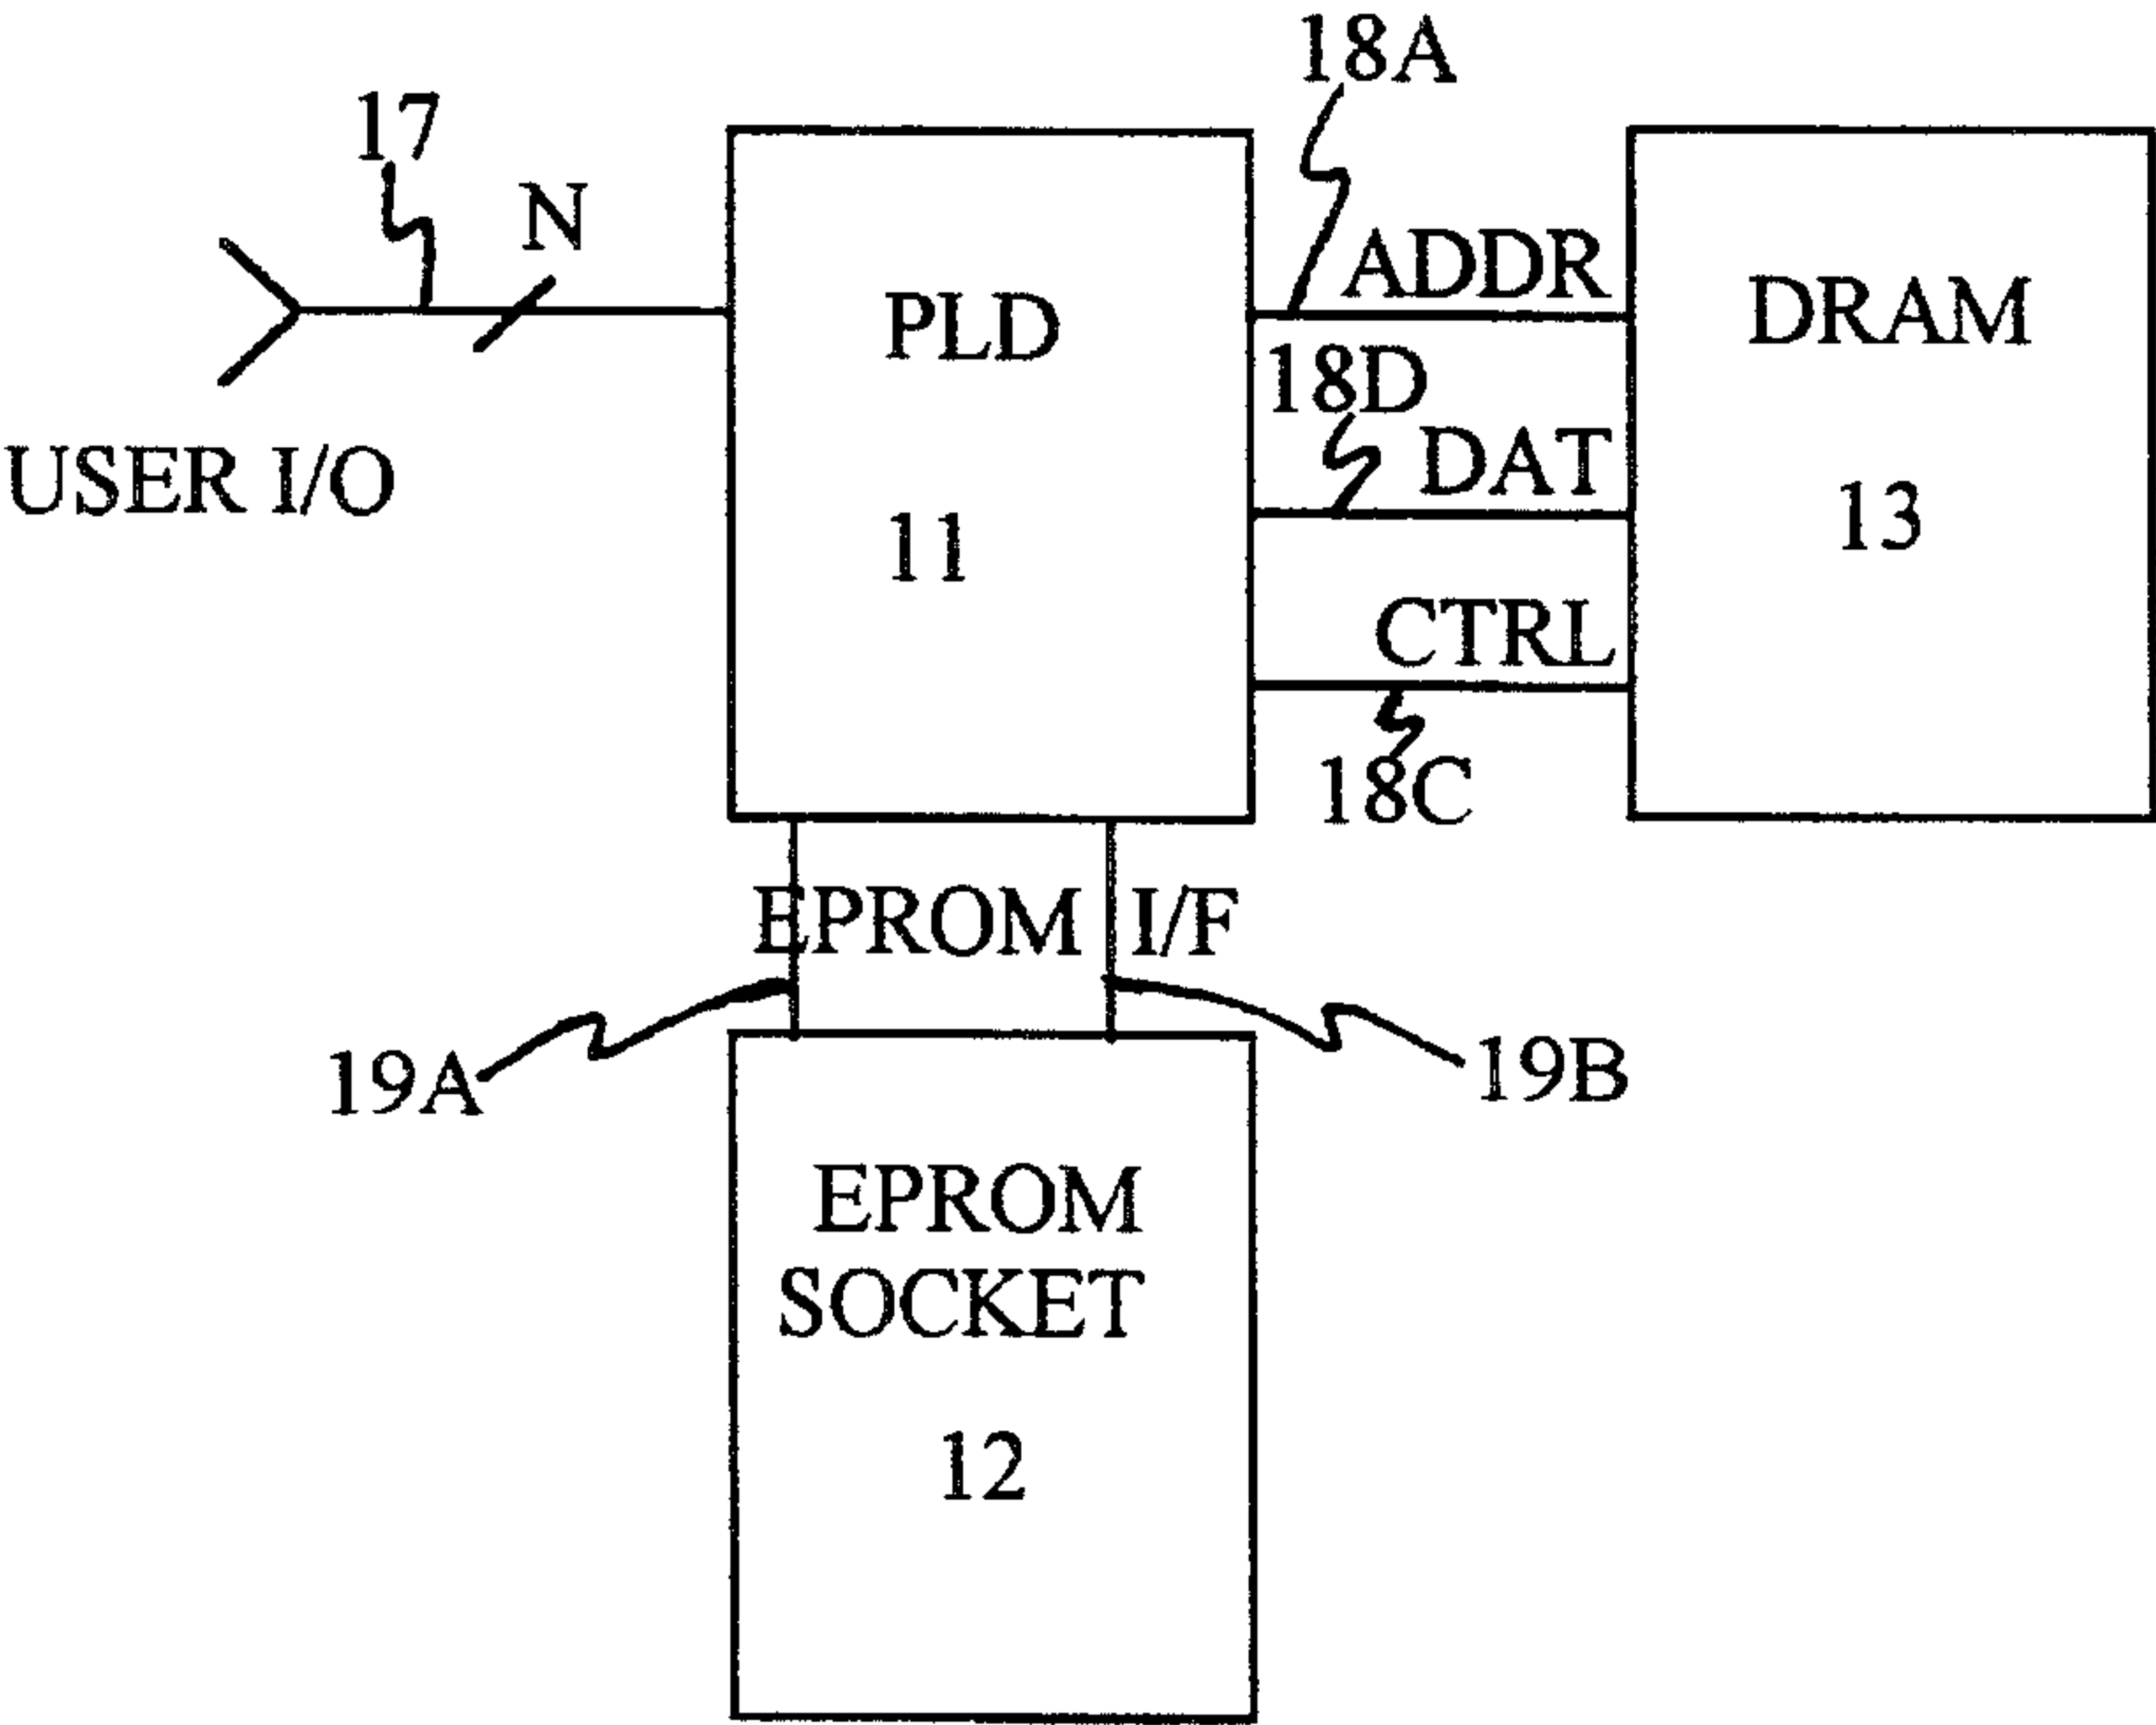 18A
17
N
ADDR
PLD
DRAM
18D
DAT
USER I/O
11
13
CTRL
18C
EPROM I/F
19A
19B
EPROM
SOCKET
12